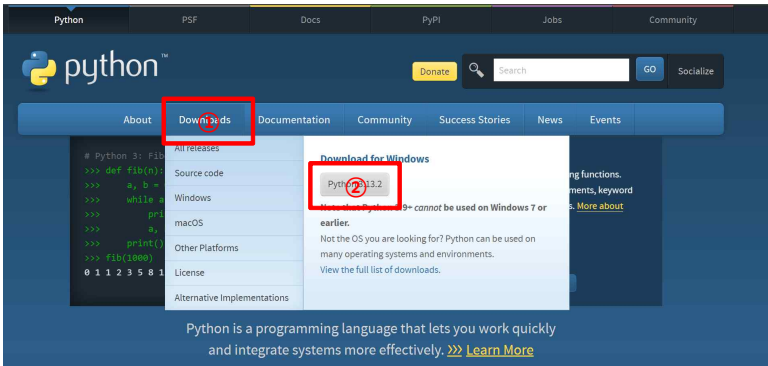 Python PSF Docs PyPI Jobs Community
python™
Donate Search GO Socialize
About Downloads Documentation Community Success Stories News Events
①
# Python 3: Fib
>>> def fib(n):
>>> a, b =
>>> while a
>>> pri
>>> a,
>>> print()
>>> fib(1000)
0 1 1 2 3 5 8 1
All releases
Source code
Windows
macOS
Other Platforms
License
Alternative Implementations
Download for Windows
Python 3.13.2
②
Note that Python 3.9+ cannot be used on Windows 7 or
earlier.
Not the OS you are looking for? Python can be used on
many operating systems and environments.
View the full list of downloads.
ng functions.
ments, keyword
s. More about
Python is a programming language that lets you work quickly
and integrate systems more effectively. >>> Learn More